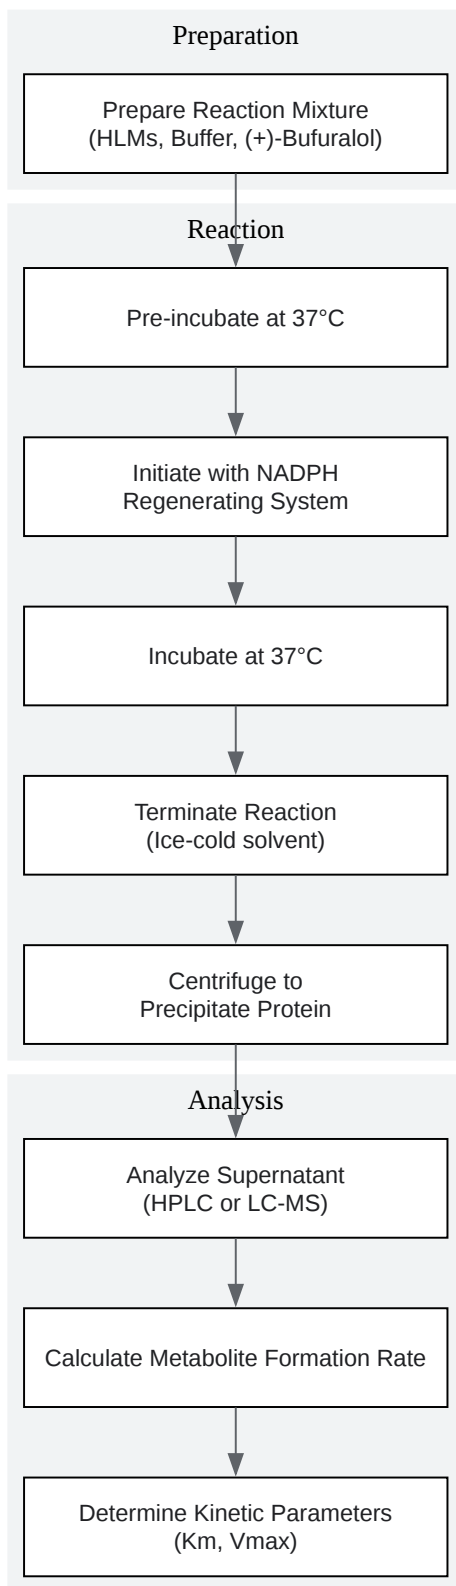 Preparation
Prepare Reaction Mixture
(HLMs, Buffer, (+)-Bufuralol)
Reaction
Pre-incubate at 37°C
Initiate with NADPH
Regenerating System
Incubate at 37°C
Terminate Reaction
(Ice-cold solvent)
Centrifuge to
Precipitate Protein
Analysis
Analyze Supernatant
(HPLC or LC-MS)
Calculate Metabolite Formation Rate
Determine Kinetic Parameters
(Km, Vmax)